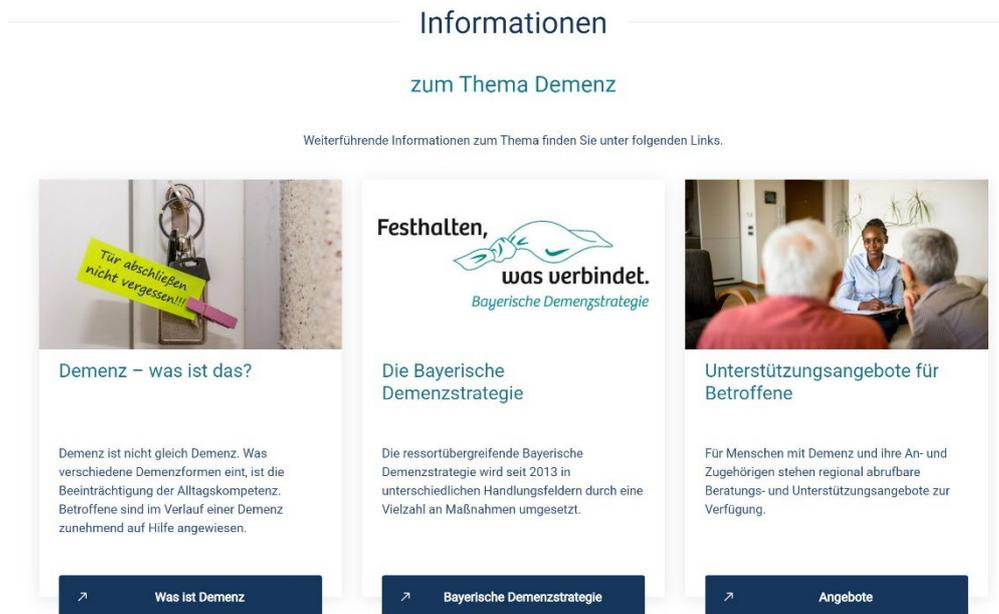 Informationen
zum Thema Demenz
Weiterführende Informationen zum Thema finden Sie unter folgenden Links.
Tür abschließen
nicht vergessen!!!
Demenz – was ist das?
Demenz ist nicht gleich Demenz. Was
verschiedene Demenzformen eint, ist die
Beeinträchtigung der Alltagskompetenz.
Betroffene sind im Verlauf einer Demenz
zunehmend auf Hilfe angewiesen.
Was ist Demenz
Festhalten,
was verbindet.
Bayerische Demenzstrategie
Die Bayerische
Demenzstrategie
Die ressortübergreifende Bayerische
Demenzstrategie wird seit 2013 in
unterschiedlichen Handlungsfeldern durch eine
Vielzahl an Maßnahmen umgesetzt.
Bayerische Demenzstrategie
Unterstützungsangebote für
Betroffene
Für Menschen mit Demenz und ihre An- und
Zugehörigen stehen regional abrufbare
Beratungs- und Unterstützungsangebote zur
Verfügung.
Angebote